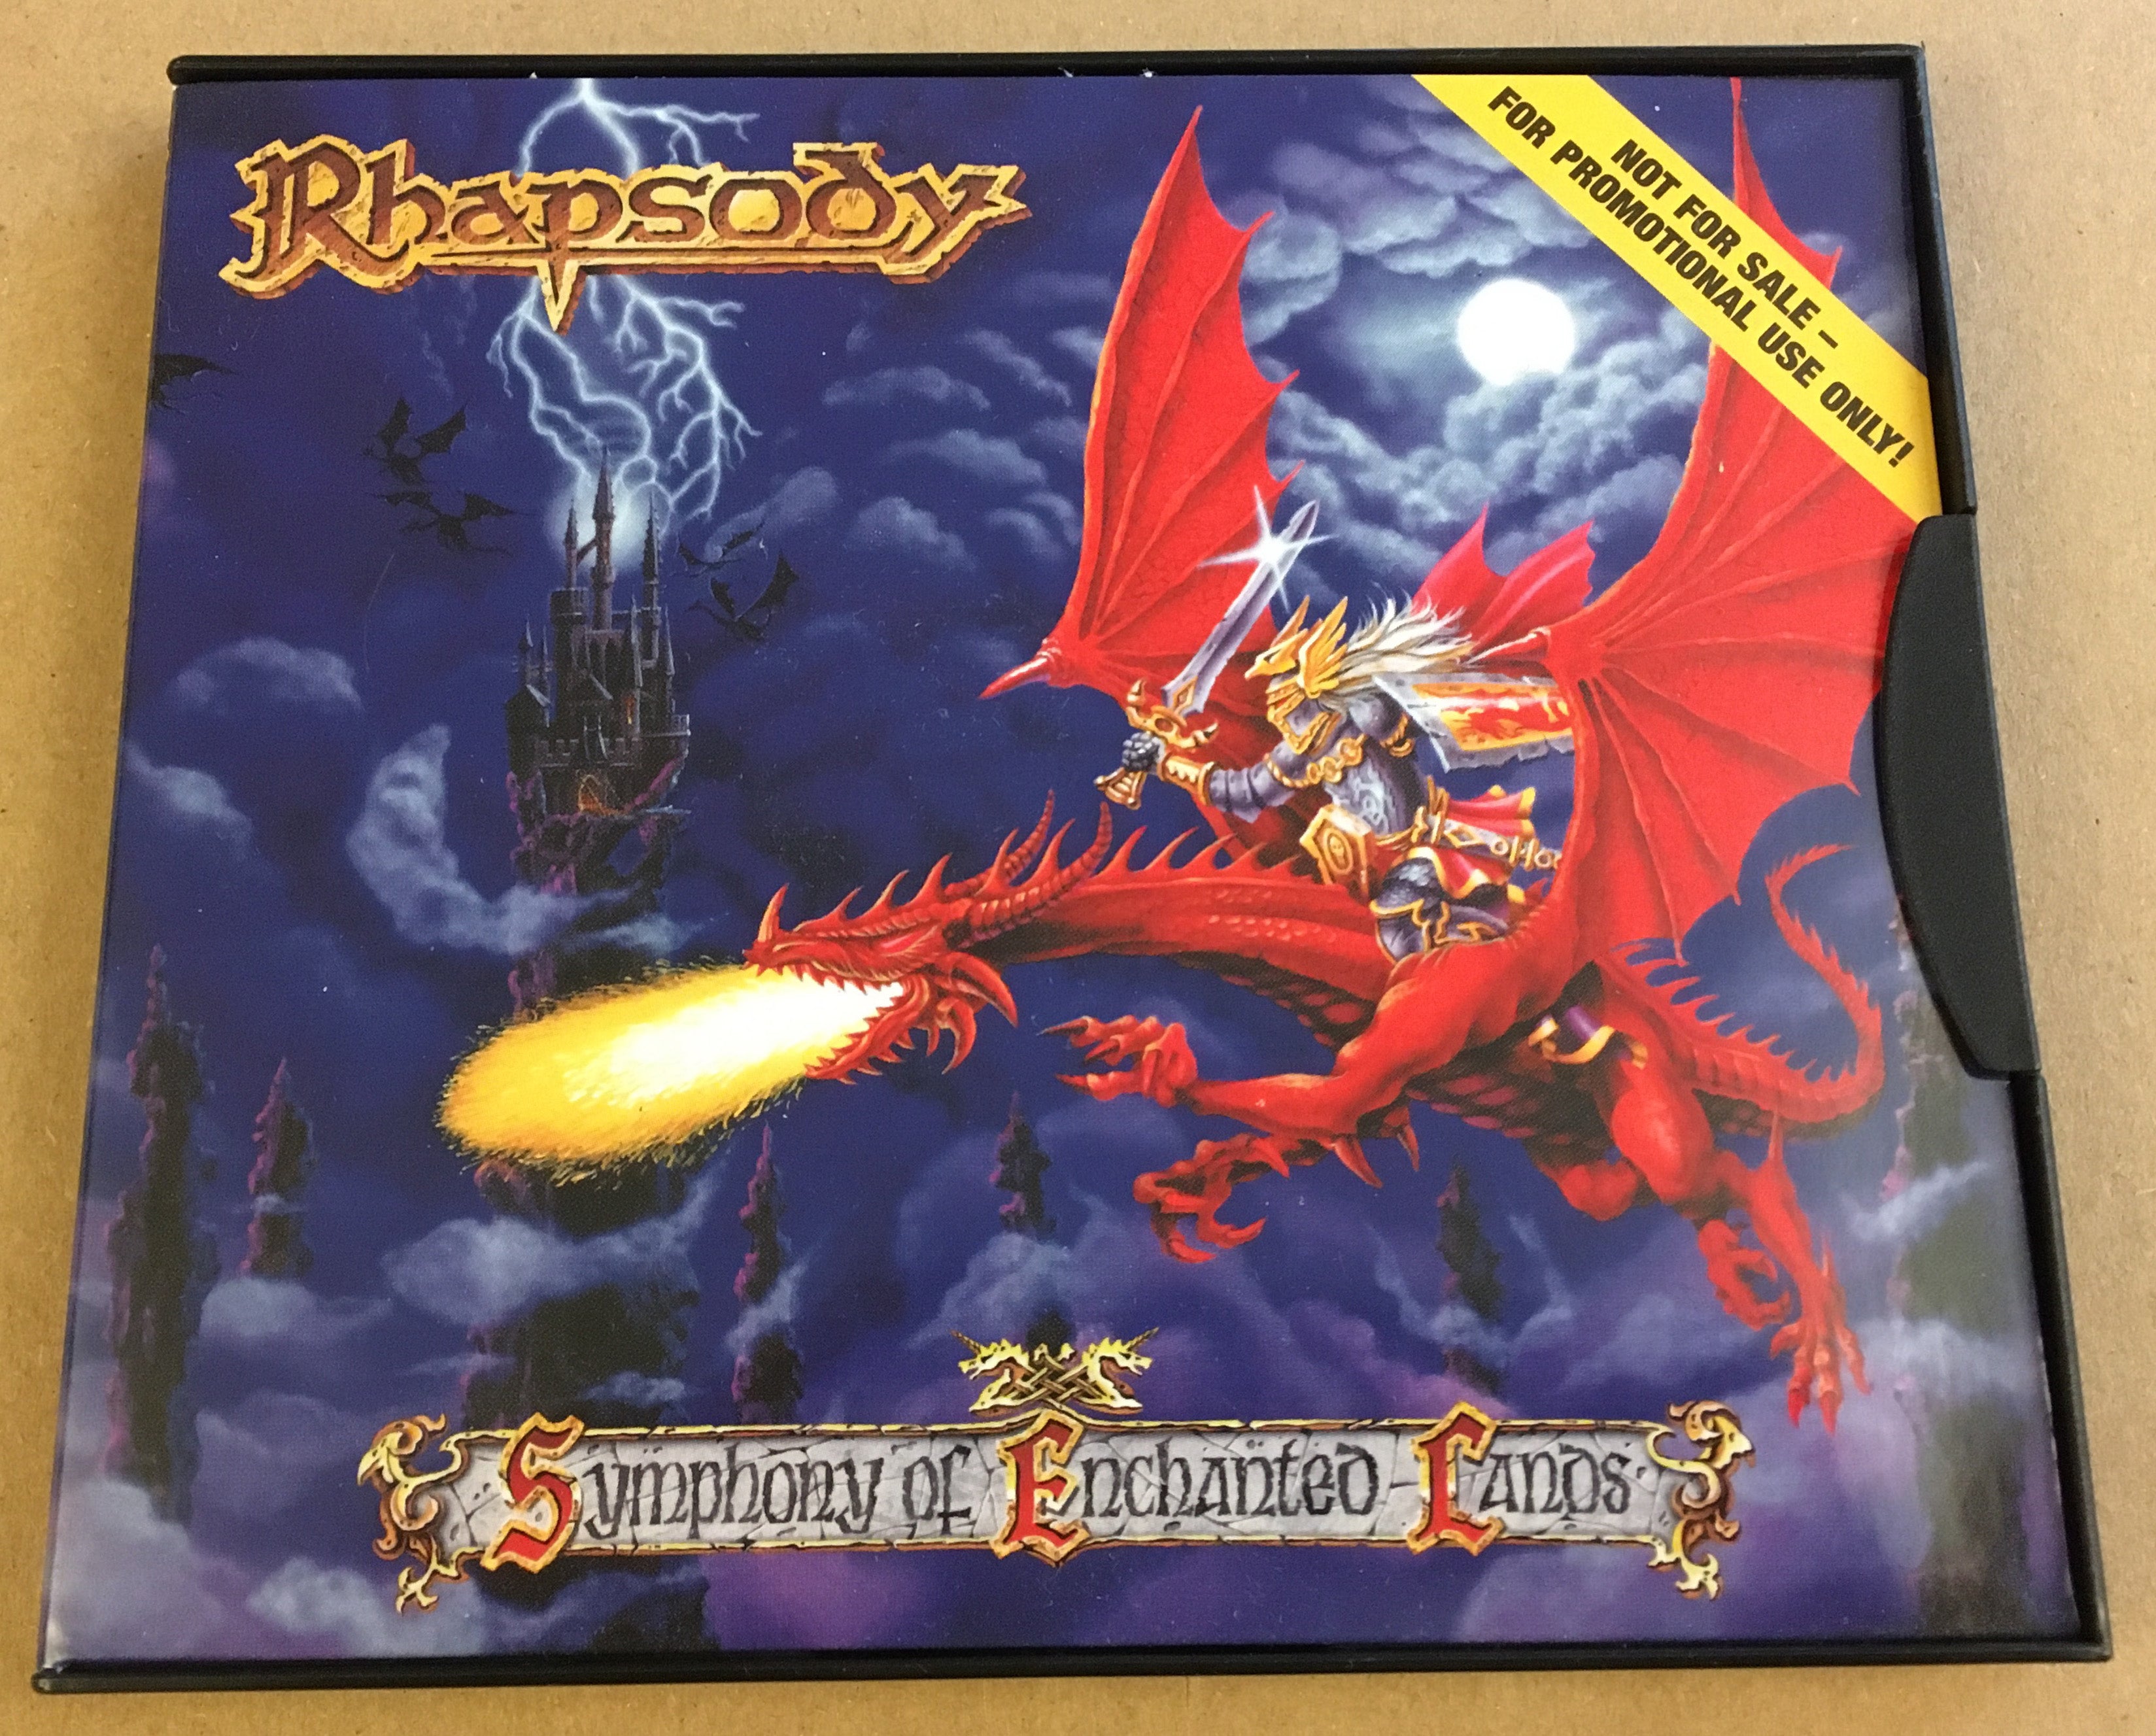 Rhapsody
NOT FOR SALE –
FOR PROMOTIONAL USE ONLY!
Symphony of Enchanted Lands